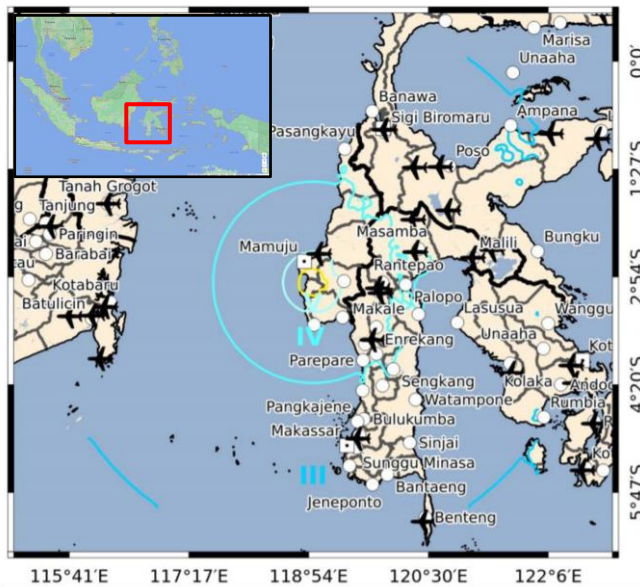 Marisa
Unaaha
Banawa
Sigi Biromaru
Ampana
Pasangkayu
Poso
Tanah Grogot
Tanjung
Paringin
Barabai
Kotabaru
Batulicin
Mamuju
Masamba
Rantepao
Malili
Bungku
Palopo
Makale
Lasusua
Wanggu
IV
Enrekang
Unaaha
Kot
Parepare
Sengkang
Kolaka
Andoo
Watampone
Rumbia
Pangkajene
Bulukumba
Makassar
Sinjai
Sunggu Minasa
III
Bantaeng
Jeneponto
Benteng
0°0'
1°27'S
2°54'S
4°20'S
5°47'S
115°41'E
117°17'E
118°54'E
120°30'E
122°6'E